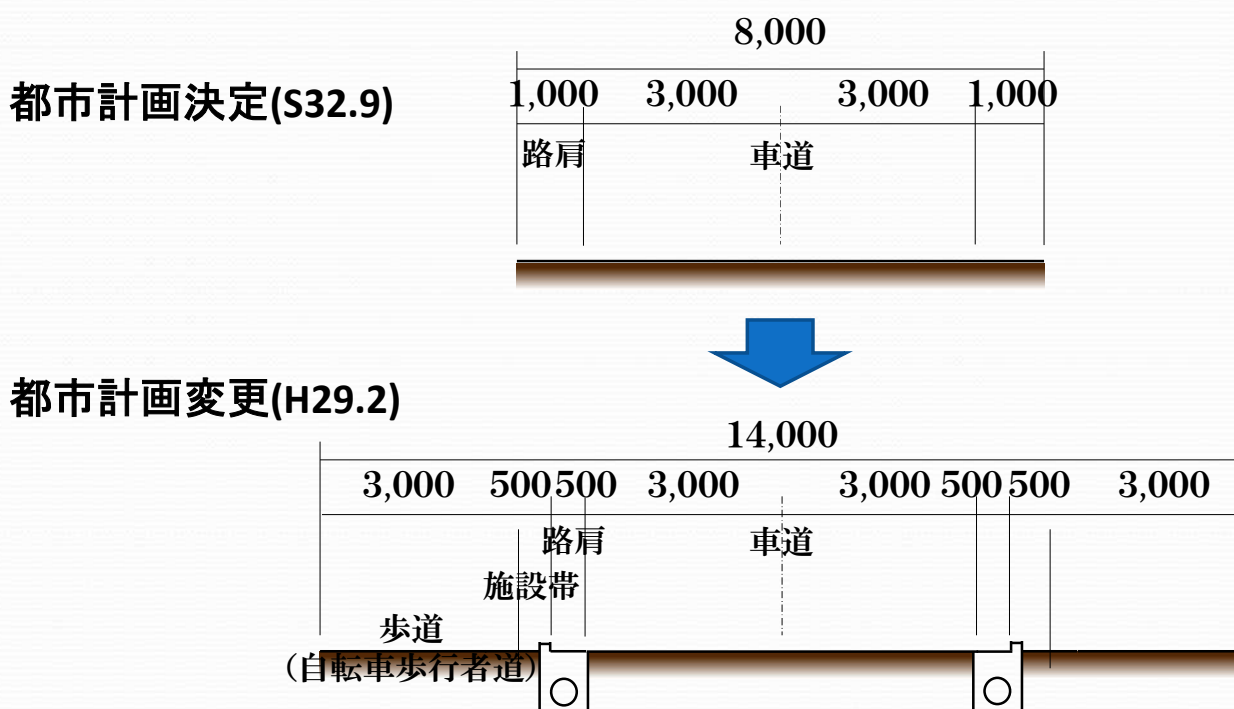 8,000
都市計画決定(S32.9)
1,000 3,000 3,000 1,000
路肩 車道
都市計画変更(H29.2)
14,000
3,000 500 500 3,000 3,000 500 500 3,000
路肩 車道
施設帯
歩道
(自転車歩行者道)